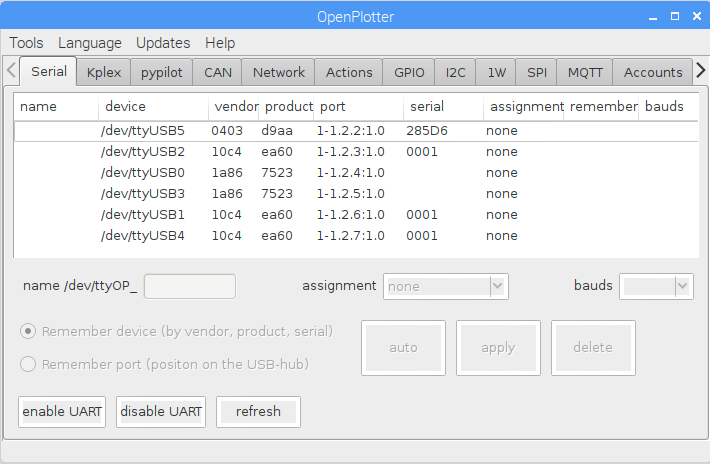 OpenPlotter
Tools Language Updates Help
Serial Kplex pypilot CAN Network Actions GPIO I2C 1W SPI MQTT Accounts
name device vendor product port serial assignment remember bauds
/dev/ttyUSB5 0403 d9aa 1-1.2.2:1.0 285D6 none
/dev/ttyUSB2 10c4 ea60 1-1.2.3:1.0 0001 none
/dev/ttyUSB0 1a86 7523 1-1.2.4:1.0 none
/dev/ttyUSB3 1a86 7523 1-1.2.5:1.0 none
/dev/ttyUSB1 10c4 ea60 1-1.2.6:1.0 0001 none
/dev/ttyUSB4 10c4 ea60 1-1.2.7:1.0 0001 none
name /dev/ttyOP_ assignment none bauds
Remember device (by vendor, product, serial)
auto apply delete
Remember port (positon on the USB-hub)
enable UART disable UART refresh